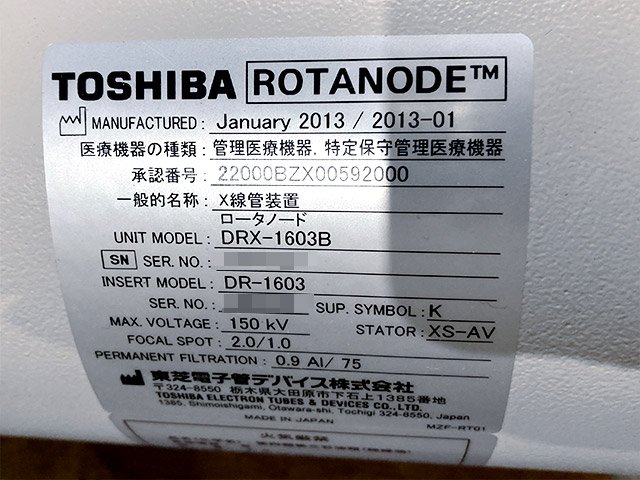 TOSHIBA ROTANODE™
MANUFACTURED: January 2013 / 2013-01
医療機器の種類: 管理医療機器, 特定保守管理医療機器
承認番号: 22000BZX00592000
一般的名称: X線管装置
ロータノード
UNIT MODEL: DRX-1603B
SN SER. NO.:
INSERT MODEL: DR-1603
SER. NO.: SUP. SYMBOL: K
MAX. VOLTAGE: 150 kV STATOR: XS-AV
FOCAL SPOT: 2.0/1.0
PERMANENT FILTRATION: 0.9 Al/ 75
東芝電子管デバイス株式会社
〒324-8550 栃木県大田原市下石上1385番地
TOSHIBA ELECTRON TUBES & DEVICES CO., LTD.
1385, Shimoishigami, Otawara-shi, Tochigi 324-8550, Japan
MADE IN JAPAN
MZF-RT01
火気厳禁